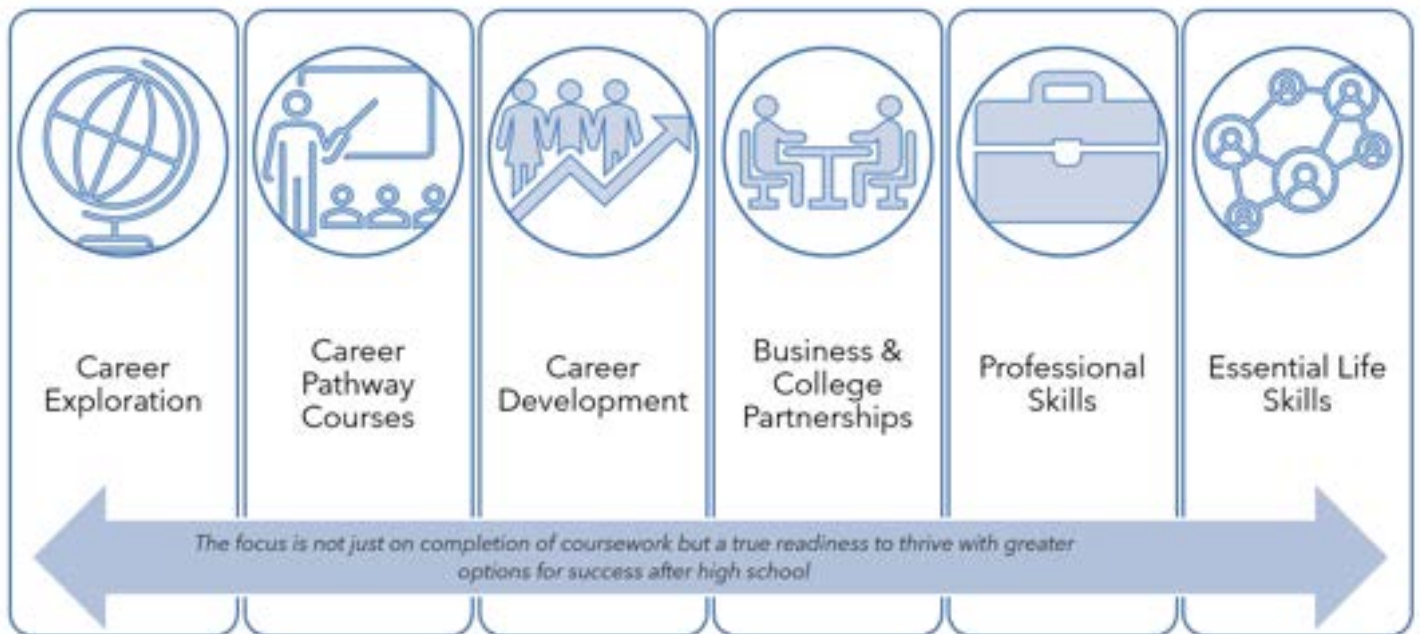 Career
Exploration
Career
Pathway
Courses
Career
Development
Business &
College
Partnerships
Professional
Skills
Essential Life
Skills
The focus is not just on completion of coursework but a true readiness to thrive with greater
options for success after high school